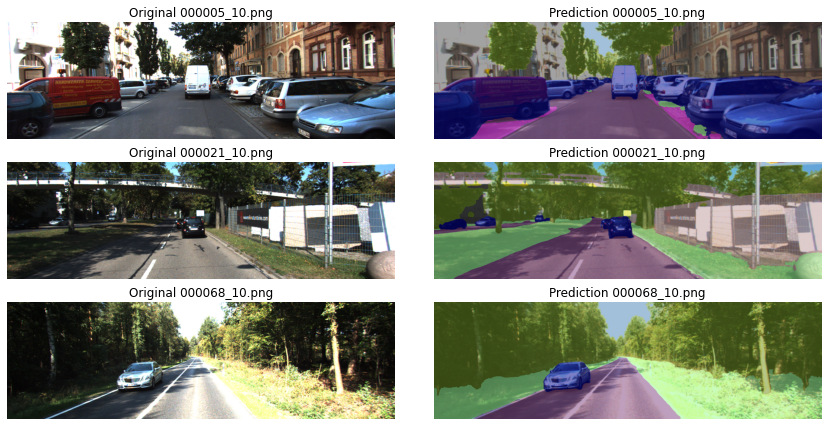 Original 000005_10.png
Prediction 000005_10.png
Original 000021_10.png
Prediction 000021_10.png
Original 000068_10.png
Prediction 000068_10.png